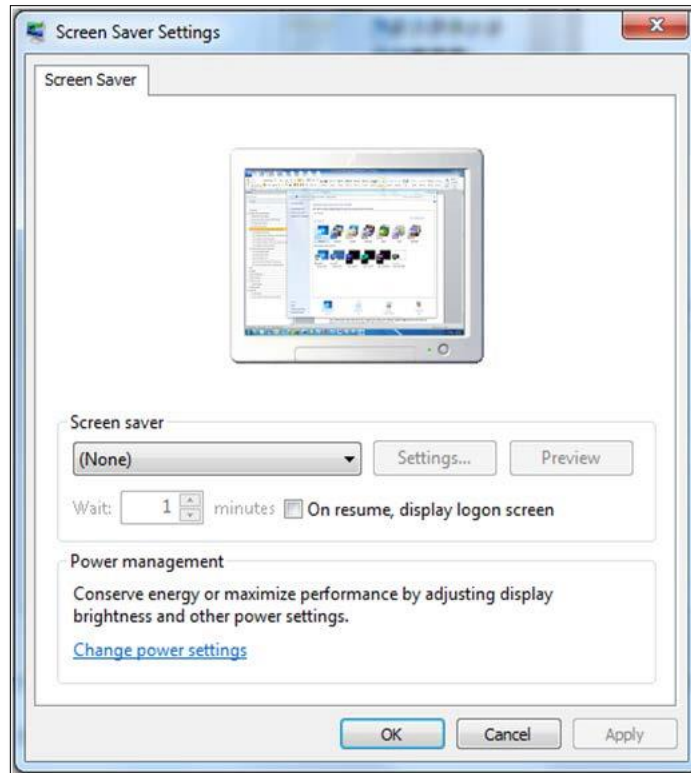 Screen Saver Settings
Screen Saver
Screen saver
(None)
Settings...
Preview
Wait:
1
minutes
On resume, display logon screen
Power management
Conserve energy or maximize performance by adjusting display
brightness and other power settings.
Change power settings
OK
Cancel
Apply